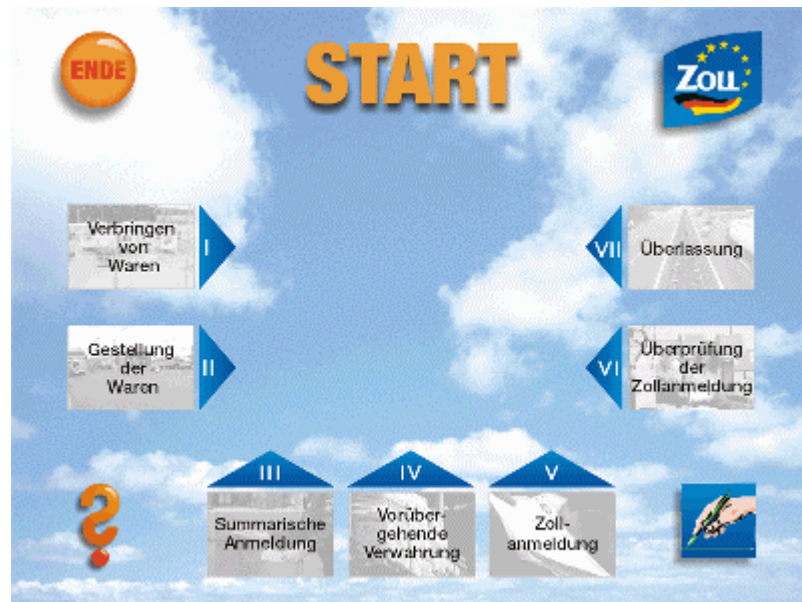 ENDE
START
ZOLL
Verbringen
von
Waren
I
VII
Überlassung
Gestellung
der
Waren
II
VI
Überprüfung
der
Zollanmeldung
III
IV
V
Summarische
Anmeldung
Vorüber-
gehende
Verwahrung
Zoll-
anmeldung
?